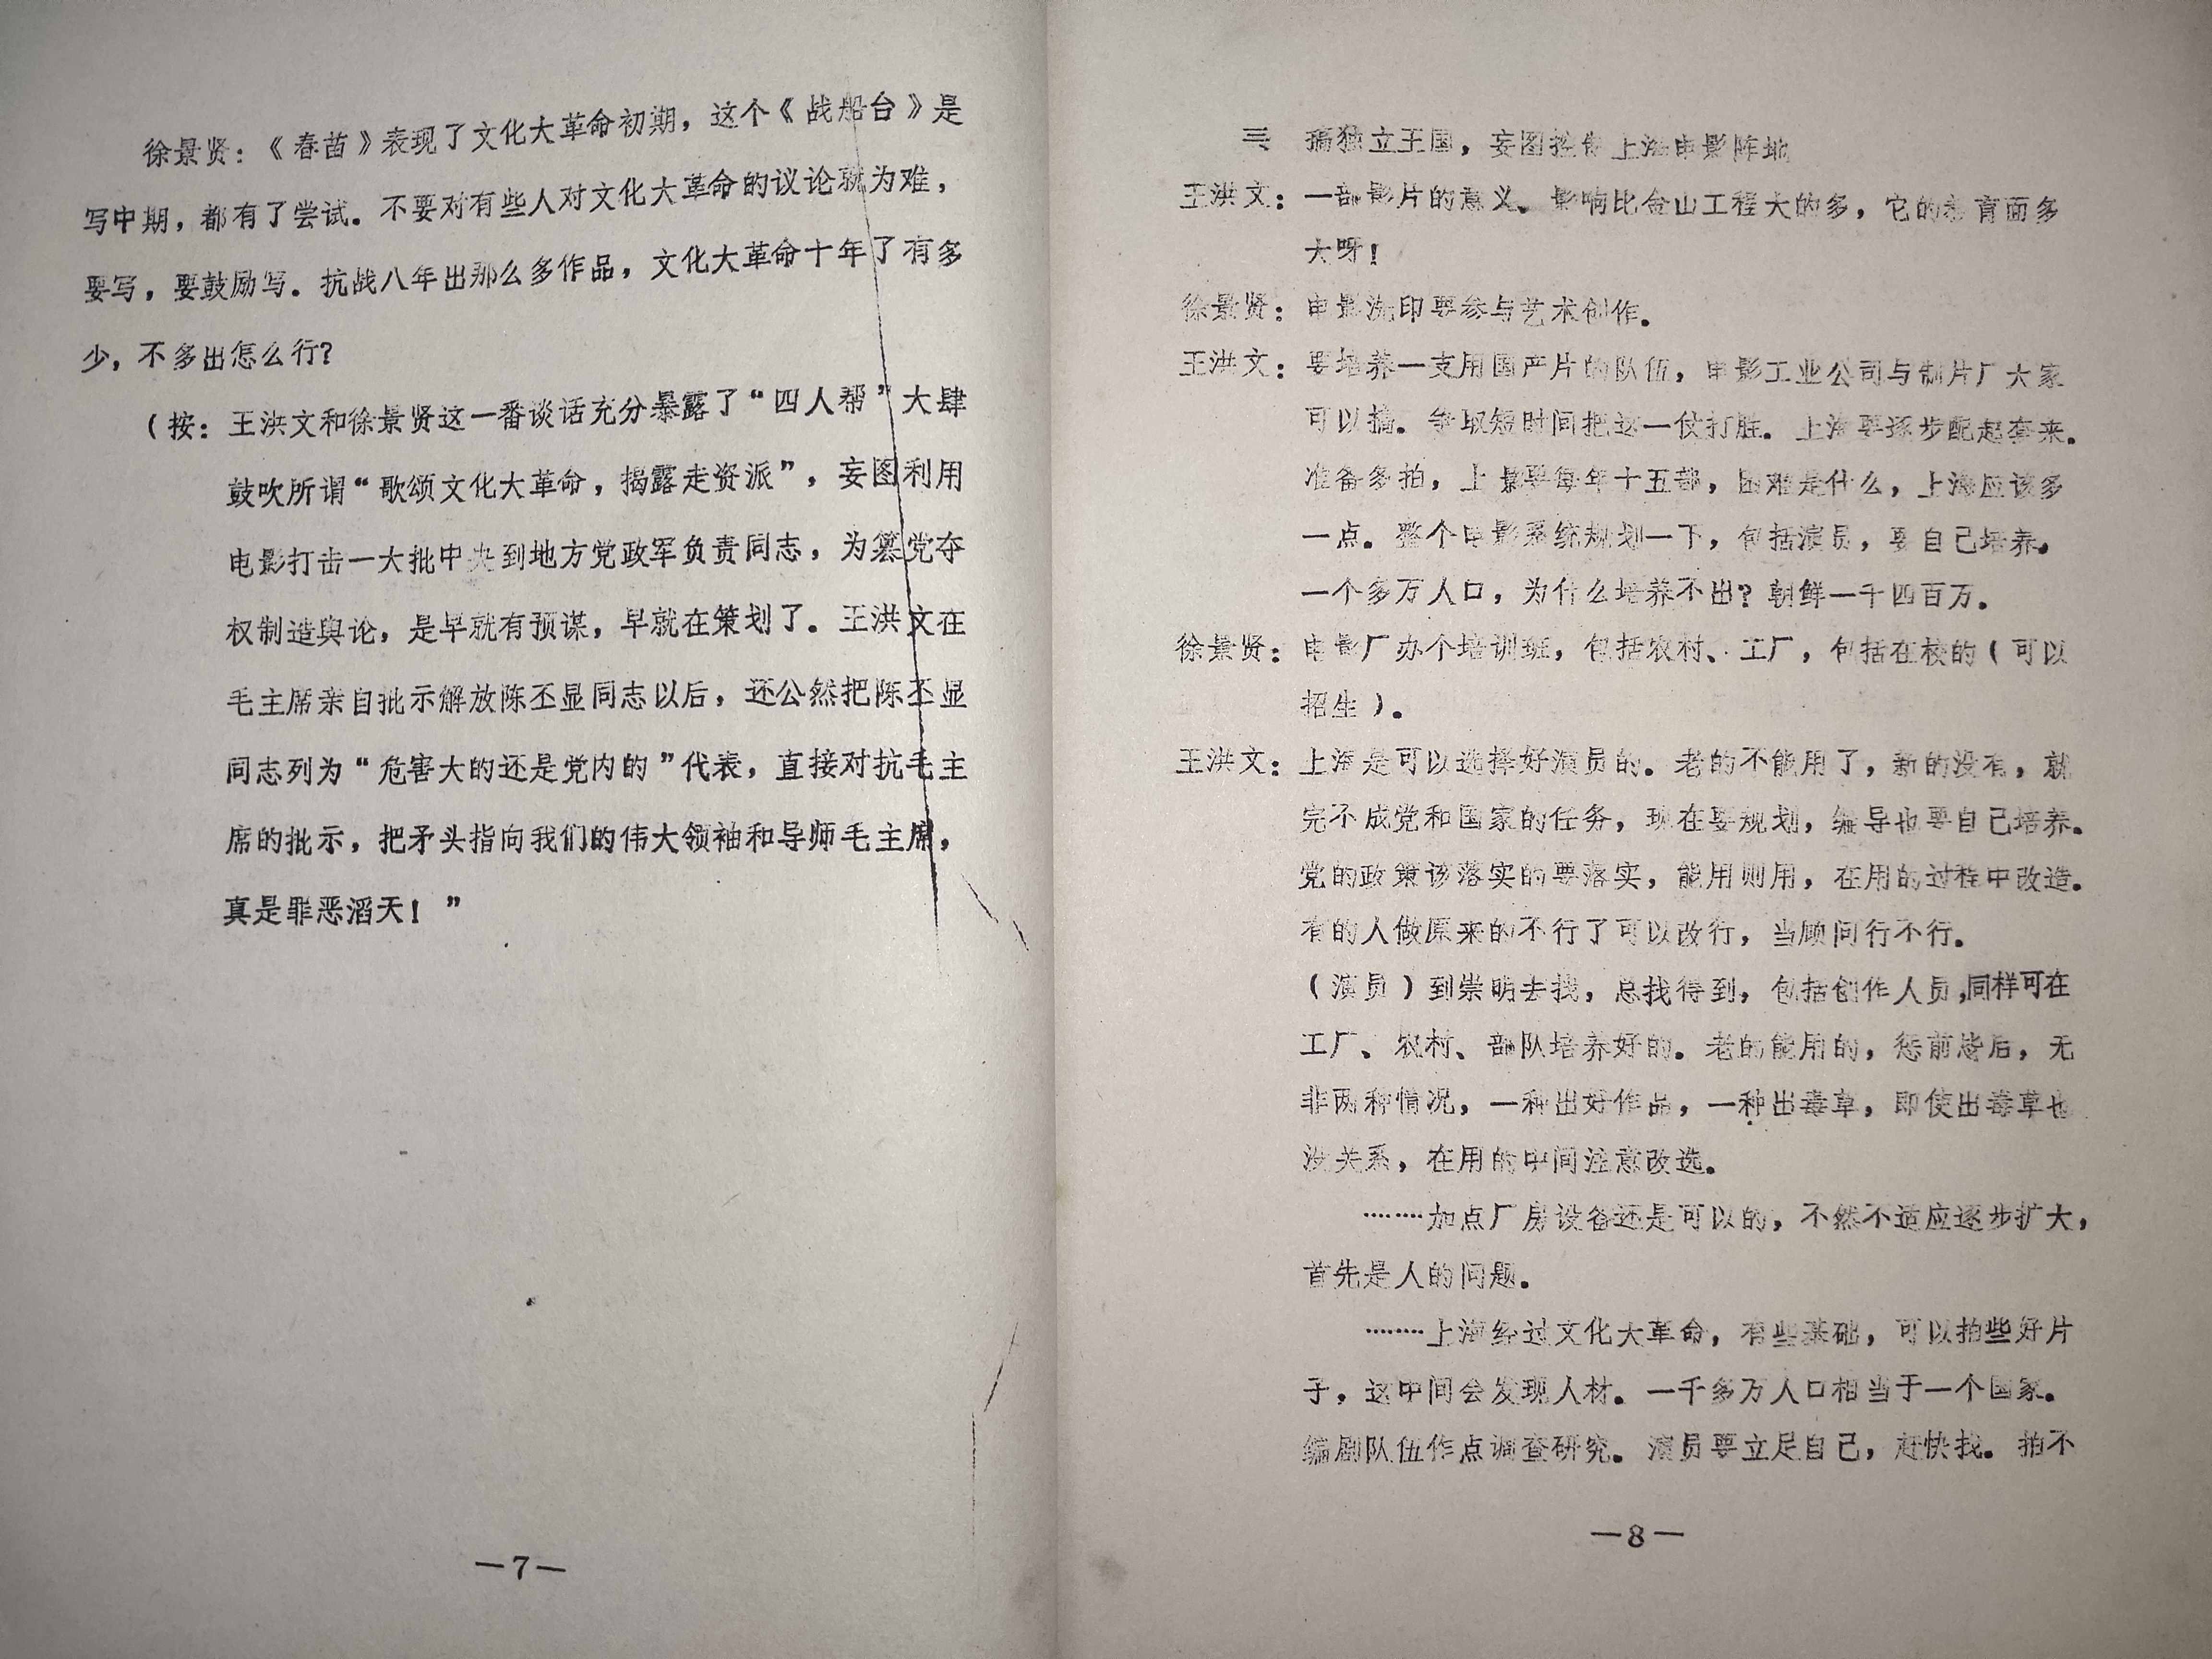 徐景贤：《春苗》表现了文化大革命初期，这个《战船台》是
写中期，都有了尝试．不要对有些人对文化大革命的议论就为难，
要写，要鼓励写．抗战八年出那么多作品，文化大革命十年了有多
少，不多出怎么行？
（按：王洪文和徐景贤这一番谈话充分暴露了“四人帮”大肆
鼓吹所谓“歌颂文化大革命，揭露走资派”，妄图利用
电影打击一大批中央到地方党政军负责同志，为篡党夺
权制造舆论，是早就有预谋，早就在策划了．王洪文在
毛主席亲自批示解放陈丕显同志以后，还公然把陈丕显
同志列为“危害大的还是党内的”代表，直接对抗毛主
席的批示，把矛头指向我们的伟大领袖和导师毛主席，
真是罪恶滔天！”
—7—
三 搞独立王国，妄图控制上海电影阵地
王洪文：一部影片的意义、影响比金山工程大的多，它的教育面多
大呀！
徐景贤：电影洗印要参与艺术创作．
王洪文：要培养一支用国产片的队伍，电影工业公司与制片厂大家
可以搞．争取短时间把这一仗打胜．上海要逐步配起套来．
准备多拍，上影要每年十五部，困难是什么，上海应该多
一点．整个电影系统规划一下，包括演员，要自己培养．
一个多万人口，为什么培养不出？朝鲜一千四百万．
徐景贤：电影厂办个培训班，包括农村、工厂，包括在校的（可以
招生）．
王洪文：上海是可以选择好演员的．老的不能用了，新的没有，就
完不成党和国家的任务，现在要规划，编导也要自己培养．
党的政策该落实的要落实，能用则用，在用的过程中改造．
有的人做原来的不行了可以改行，当顾问行不行．
（演员）到崇明去找，总找得到，包括创作人员，同样可在
工厂、农村、部队培养好的．老的能用的，惩前毖后，无
非两种情况，一种出好作品，一种出毒草，即使出毒草也
没关系，在用的中间注意改选．
……加点厂房设备还是可以的，不然不适应逐步扩大，
首先是人的问题．
……上海经过文化大革命，有些基础，可以拍些好片
子，这中间会发现人材．一千多万人口相当于一个国家．
编剧队伍作点调查研究．演员要立足自己，赶快找．拍不
—8—